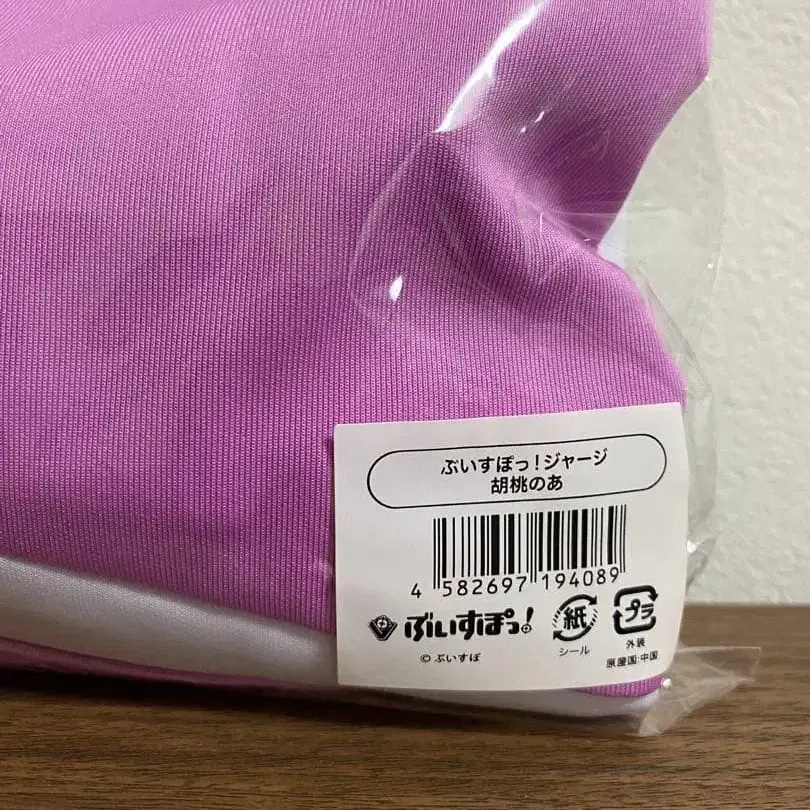 ぶいすぽっ！ジャージ
胡桃のあ
4 582697 194089
ぶいすぽっ!
紙
プラ
シール
外装
© ぶいすぽ
原産国:中国